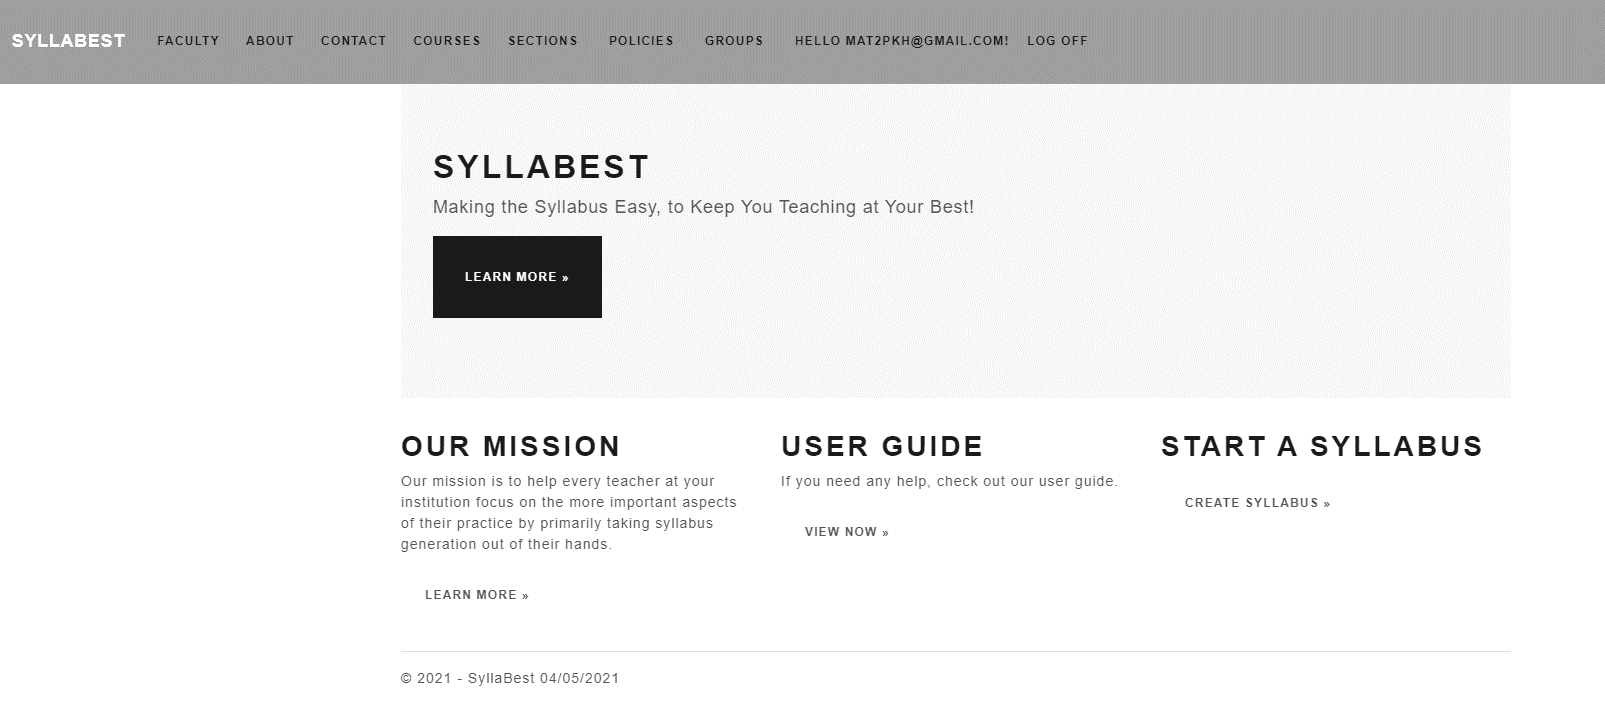 SYLLABEST FACULTY ABOUT CONTACT COURSES SECTIONS POLICIES GROUPS HELLO MAT2PKH@GMAIL.COM! LOG OFF
SYLLABEST
Making the Syllabus Easy, to Keep You Teaching at Your Best!
LEARN MORE »
OUR MISSION
Our mission is to help every teacher at your
institution focus on the more important aspects
of their practice by primarily taking syllabus
generation out of their hands.
LEARN MORE »
USER GUIDE
If you need any help, check out our user guide.
VIEW NOW »
START A SYLLABUS
CREATE SYLLABUS »
© 2021 - SyllaBest 04/05/2021